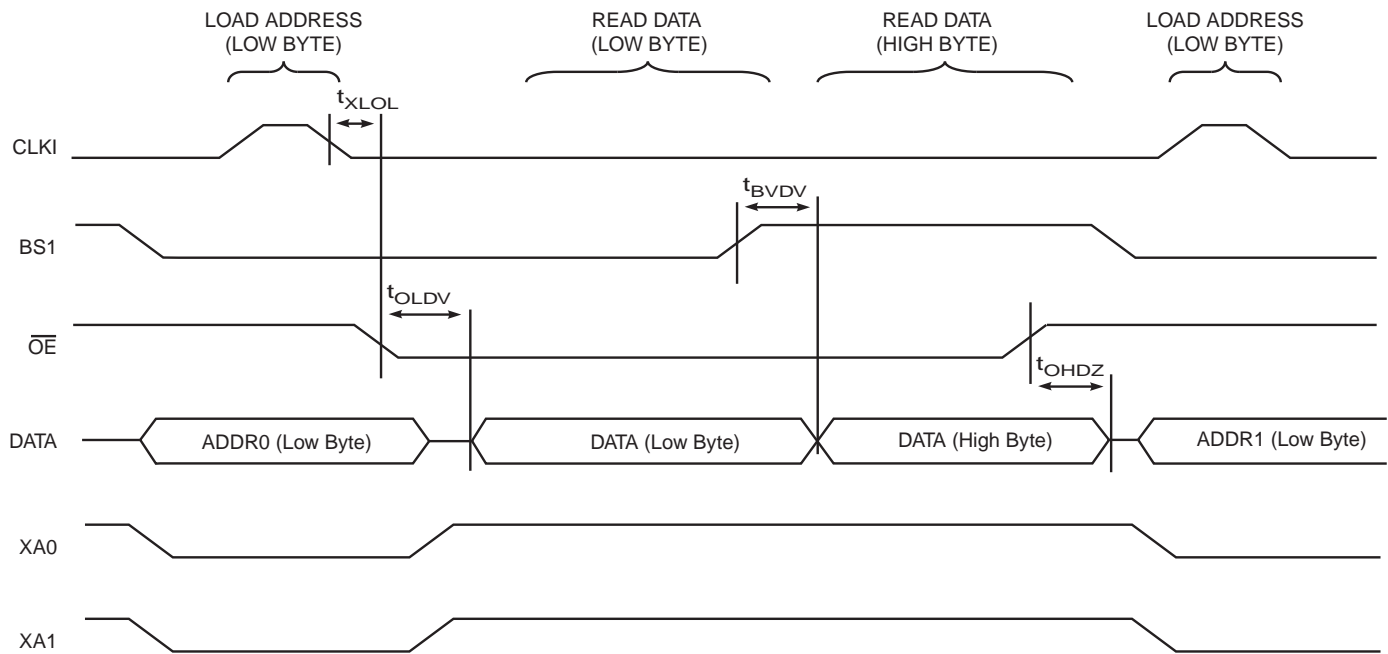 LOAD ADDRESS
(LOW BYTE)
READ DATA
(LOW BYTE)
READ DATA
(HIGH BYTE)
LOAD ADDRESS
(LOW BYTE)
tXLOL
CLKI
tBVDV
BS1
tOLDV
OE
tOHDZ
DATA
ADDR0 (Low Byte)
DATA (Low Byte)
DATA (High Byte)
ADDR1 (Low Byte)
XA0
XA1